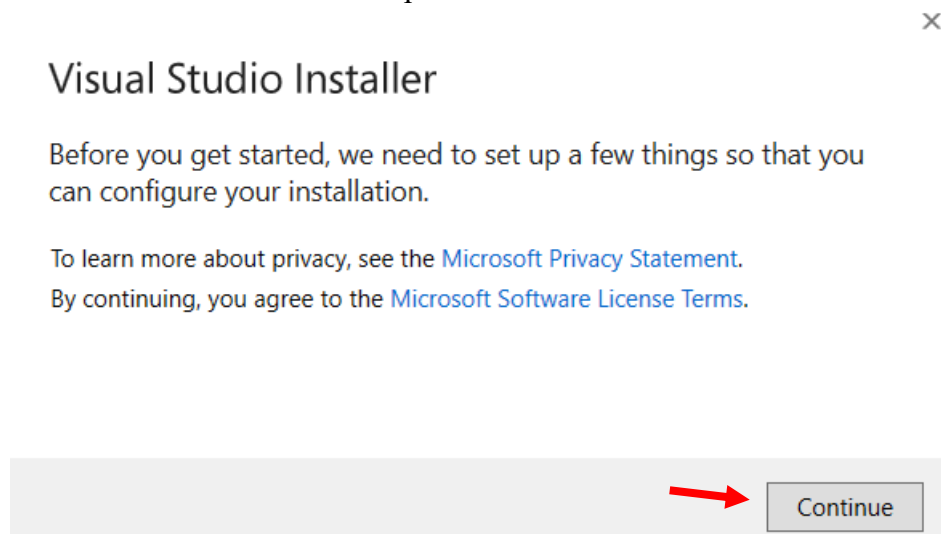 Visual Studio Installer
Before you get started, we need to set up a few things so that you
can configure your installation.
To learn more about privacy, see the Microsoft Privacy Statement.
By continuing, you agree to the Microsoft Software License Terms.
Continue